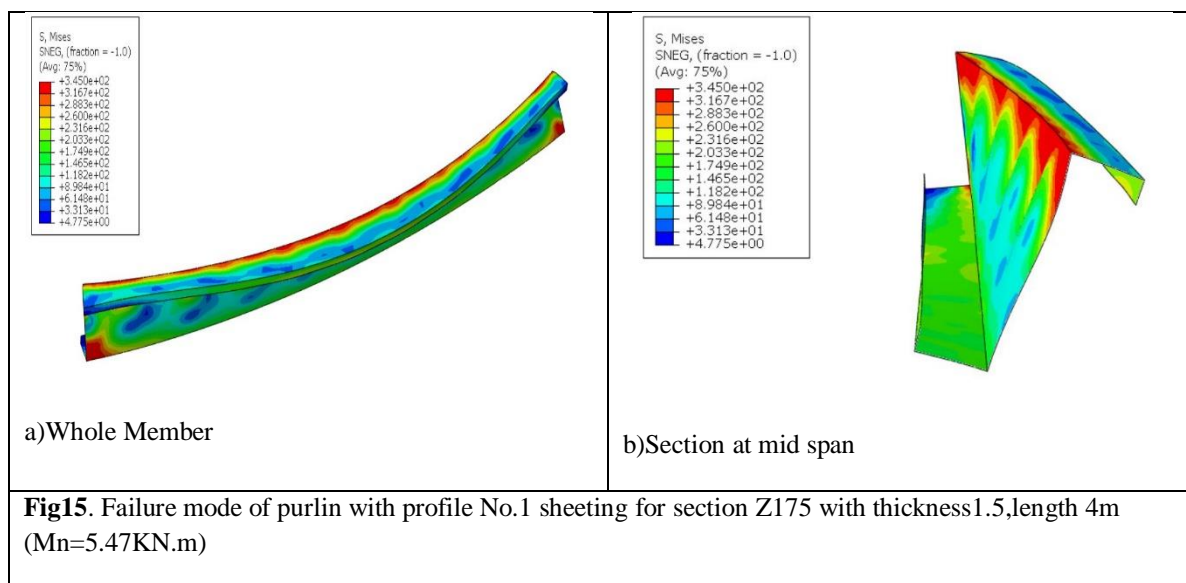 S, Mises
SNEG, (fraction = -1.0)
(Avg: 75%)
+3.450e+02
+3.167e+02
+2.883e+02
+2.600e+02
+2.316e+02
+2.033e+02
+1.749e+02
+1.465e+02
+1.182e+02
+8.984e+01
+6.148e+01
+3.313e+01
+4.775e+00
a)Whole Member
S, Mises
SNEG, (fraction = -1.0)
(Avg: 75%)
+3.450e+02
+3.167e+02
+2.883e+02
+2.600e+02
+2.316e+02
+2.033e+02
+1.749e+02
+1.465e+02
+1.182e+02
+8.984e+01
+6.148e+01
+3.313e+01
+4.775e+00
b)Section at mid span
Fig15. Failure mode of purlin with profile No.1 sheeting for section Z175 with thickness1.5,length 4m
(Mn=5.47KN.m)